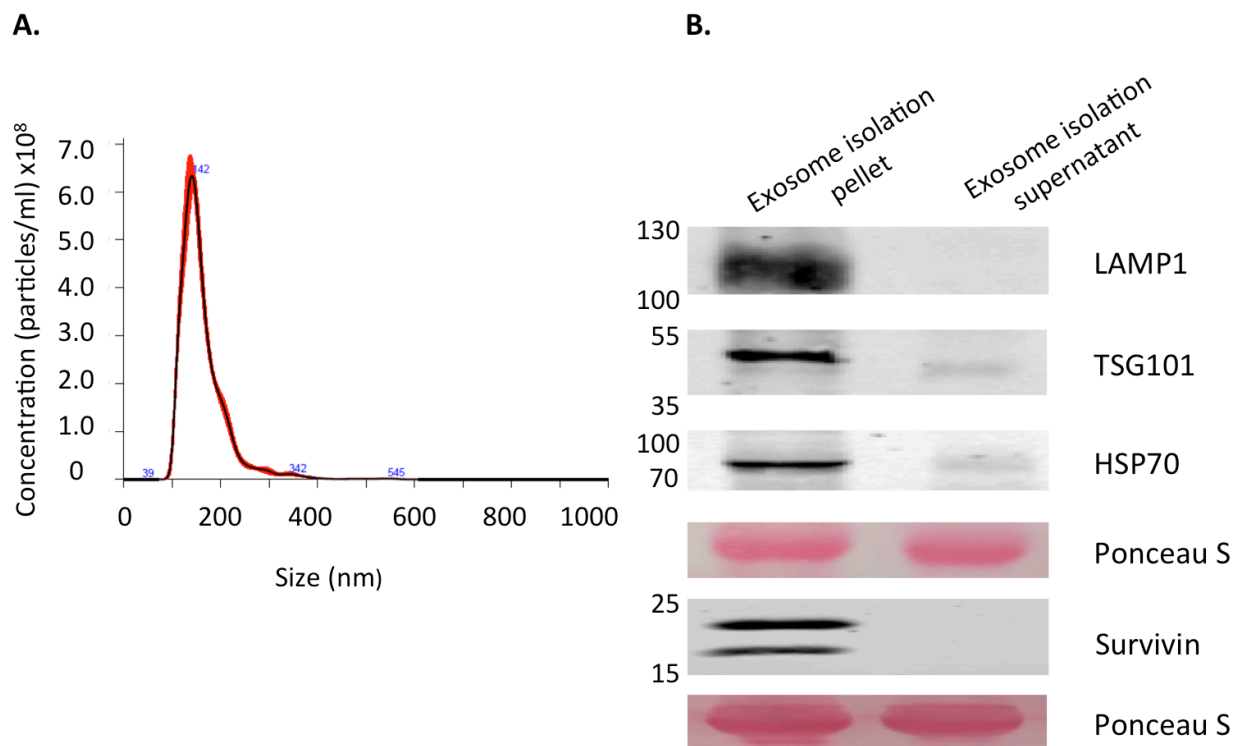 A.
Concentration (particles/ml) x10⁸
7.0
6.0
5.0
4.0
3.0
2.0
1.0
0
142
39
342
545
0 200 400 600 800 1000
Size (nm)
B.
Exosome isolation
pellet
Exosome isolation
supernatant
130
LAMP1
100
55
TSG101
35
100
HSP70
70
Ponceau S
25
Survivin
15
Ponceau S